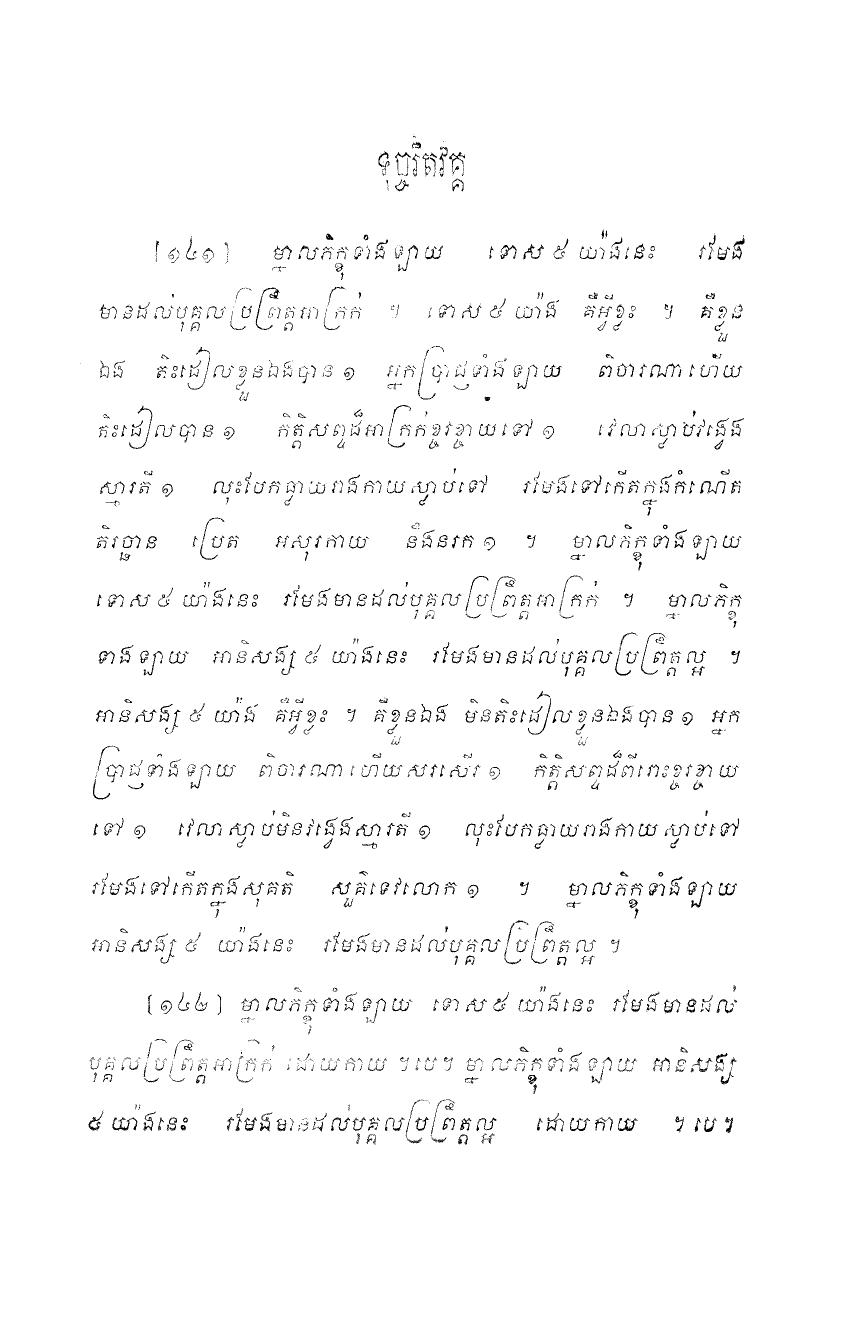 ទុច្ចរិតវគ្គ
[១៤១] ម្នាលភិក្ខុទាំងឡាយ ទោស ៥ យ៉ាងនេះ រមែង
មានដល់បុគ្គលប្រព្រឹត្តអាក្រក់ ។ ទោស ៥ យ៉ាង គឺអ្វីខ្លះ ។ គឺខ្លួន
ឯង តិះដៀលខ្លួនឯងបាន ១ អ្នកប្រាជ្ញទាំងឡាយ ពិចារណាហើយ
តិះដៀលបាន ១ កិត្តិសព្ទដ៏អាក្រក់ខ្ចរខ្ចាយទៅ ១ វេលាស្លាប់វង្វេង
ស្មារតី ១ លុះបែកធ្លាយរាងកាយស្លាប់ទៅ រមែងទៅកើតក្នុងកំណើត
តិរច្ឆាន ប្រេត អសុរកាយ និងនរក ១ ។ ម្នាលភិក្ខុទាំងឡាយ
ទោស ៥ យ៉ាងនេះ រមែងមានដល់បុគ្គលប្រព្រឹត្តអាក្រក់ ។ ម្នាលភិក្ខុ
ទាំងឡាយ អានិសង្ស ៥ យ៉ាងនេះ រមែងមានដល់បុគ្គលប្រព្រឹត្តល្អ ។
អានិសង្ស ៥ យ៉ាង គឺអ្វីខ្លះ ។ គឺខ្លួនឯង មិនតិះដៀលខ្លួនឯងបាន ១ អ្នក
ប្រាជ្ញទាំងឡាយ ពិចារណាហើយសរសើរ ១ កិត្តិសព្ទដ៏ពីរោះខ្ចរខ្ចាយ
ទៅ ១ វេលាស្លាប់មិនវង្វេងស្មារតី ១ លុះបែកធ្លាយរាងកាយស្លាប់ទៅ
រមែងទៅកើតក្នុងសុគតិ សួគ៌ទេវលោក ១ ។ ម្នាលភិក្ខុទាំងឡាយ
អានិសង្ស ៥ យ៉ាងនេះ រមែងមានដល់បុគ្គលប្រព្រឹត្តល្អ ។
[១៤២] ម្នាលភិក្ខុទាំងឡាយ ទោស ៥ យ៉ាងនេះ រមែងមានដល់
បុគ្គលប្រព្រឹត្តអាក្រក់ ដោយកាយ ។បេ។ ម្នាលភិក្ខុទាំងឡាយ អានិសង្ស
៥ យ៉ាងនេះ រមែងមានដល់បុគ្គលប្រព្រឹត្តល្អ ដោយកាយ ។បេ។